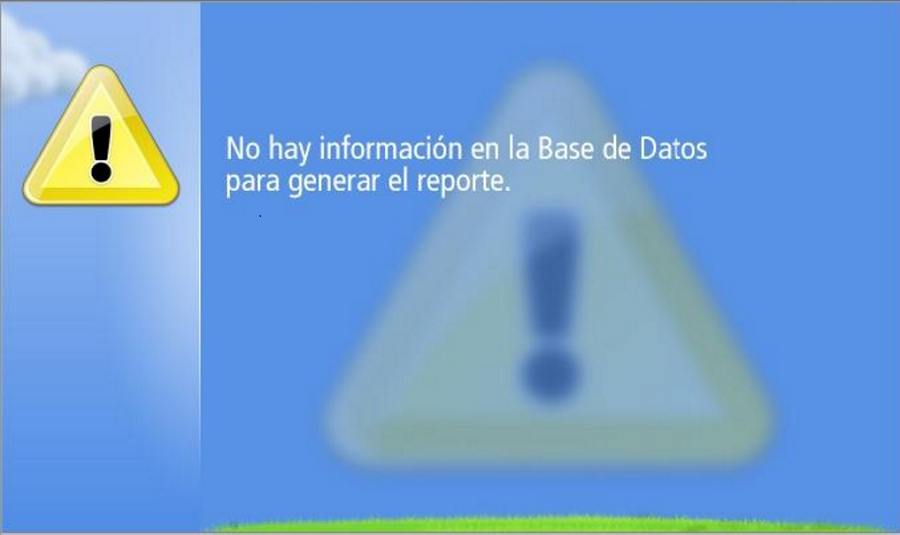 No hay información en la Base de Datos
para generar el reporte.